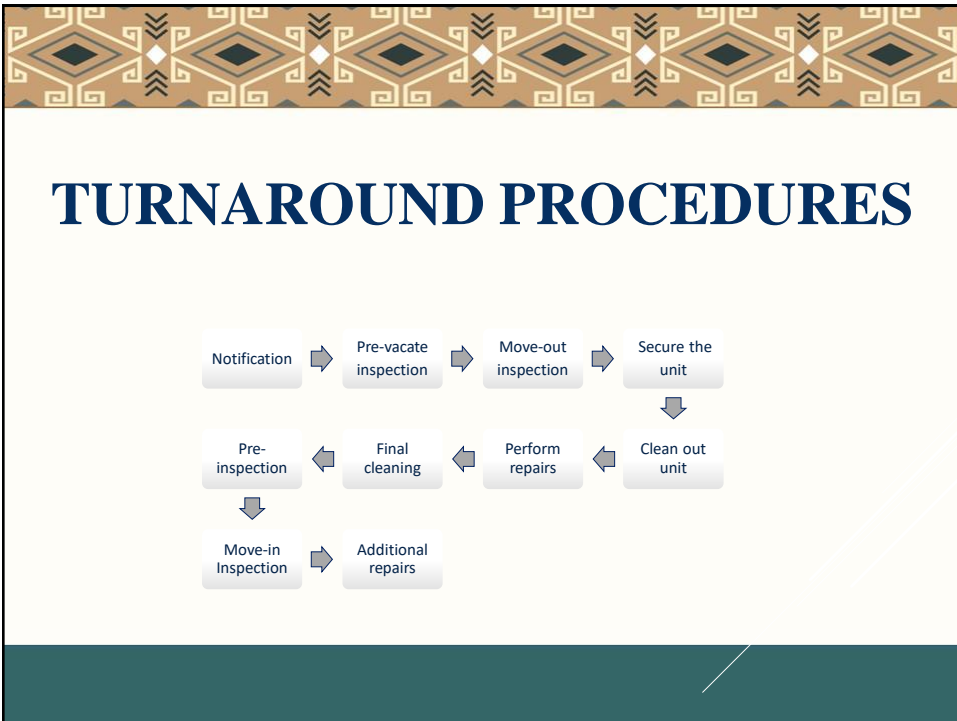 TURNAROUND PROCEDURES
Notification
Pre-vacate
inspection
Move-out
inspection
Secure the
unit
Clean out
unit
Perform
repairs
Final
cleaning
Pre-
inspection
Move-in
Inspection
Additional
repairs